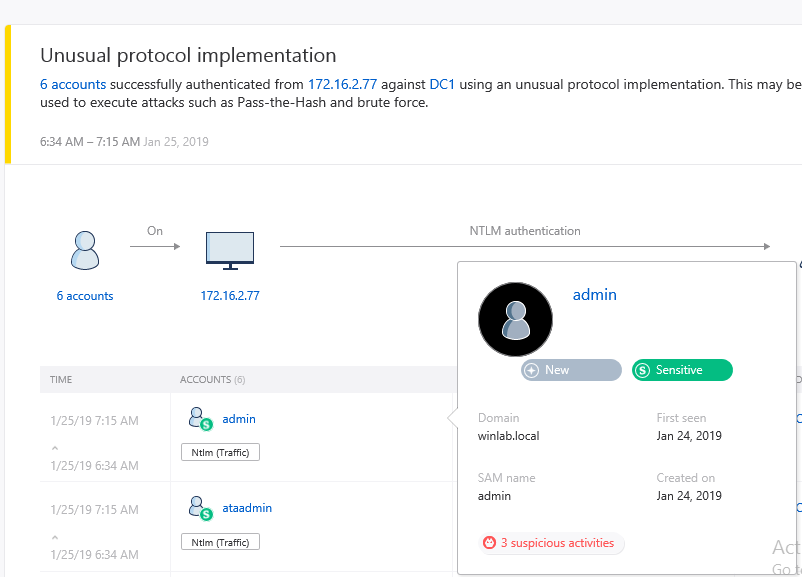 Unusual protocol implementation
6 accounts successfully authenticated from 172.16.2.77 against DC1 using an unusual protocol implementation. This may be
used to execute attacks such as Pass-the-Hash and brute force.
6:34 AM – 7:15 AM Jan 25, 2019
On
NTLM authentication
6 accounts
172.16.2.77
admin
New
Sensitive
TIME
ACCOUNTS (6)
1/25/19 7:15 AM
1/25/19 6:34 AM
admin
Ntlm (Traffic)
Domain
winlab.local
First seen
Jan 24, 2019
SAM name
admin
Created on
Jan 24, 2019
1/25/19 7:15 AM
1/25/19 6:34 AM
ataadmin
Ntlm (Traffic)
3 suspicious activities
Act
Go t